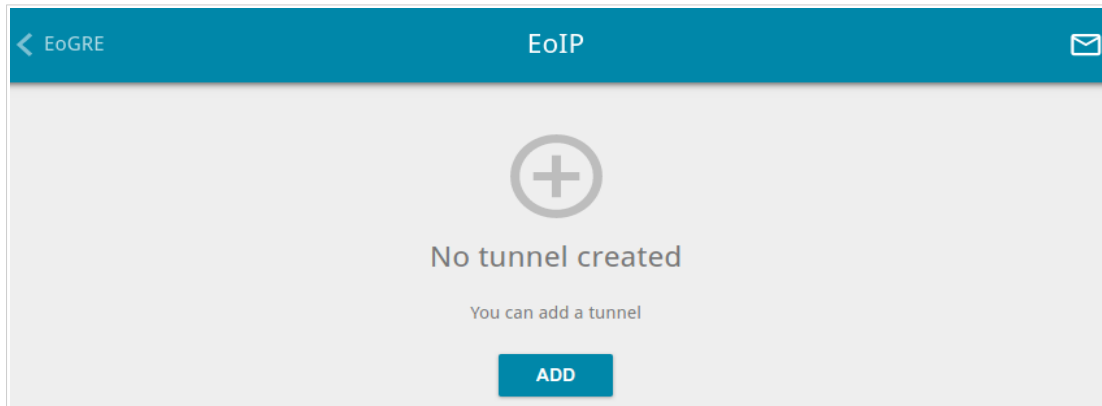 EoGRE
EoIP
No tunnel created
You can add a tunnel
ADD